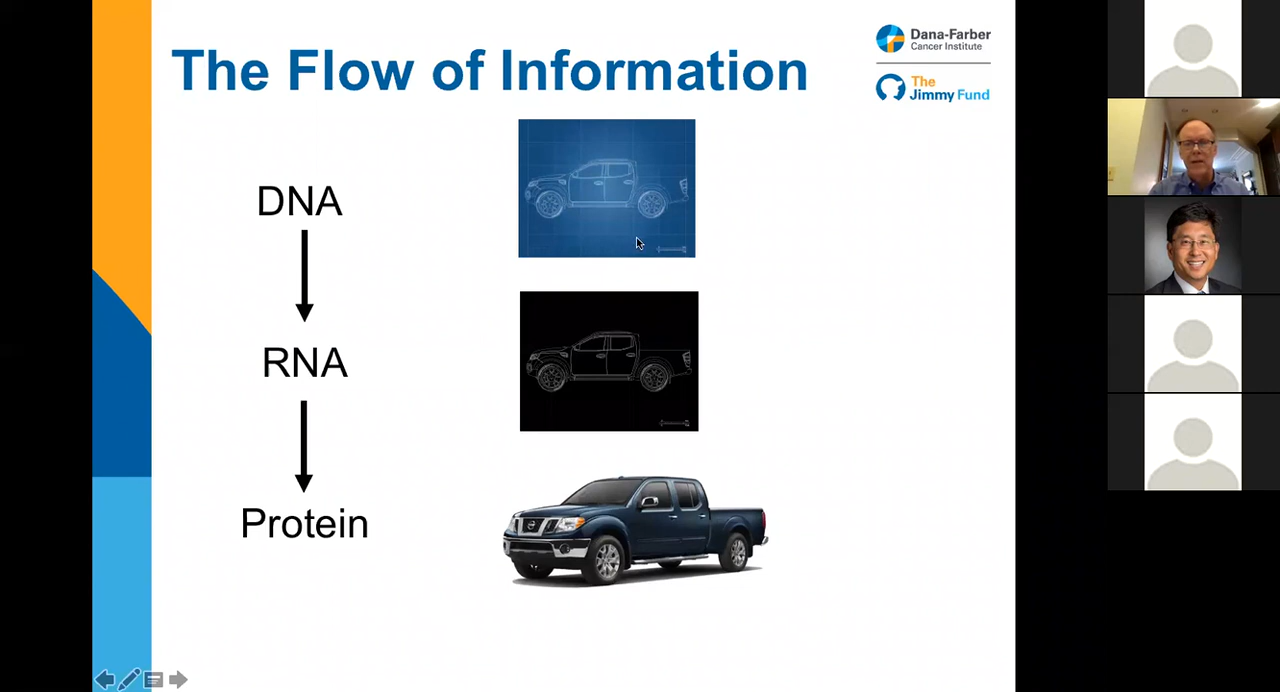 The Flow of Information
Dana-Farber
Cancer Institute
The
Jimmy Fund
DNA
RNA
Protein